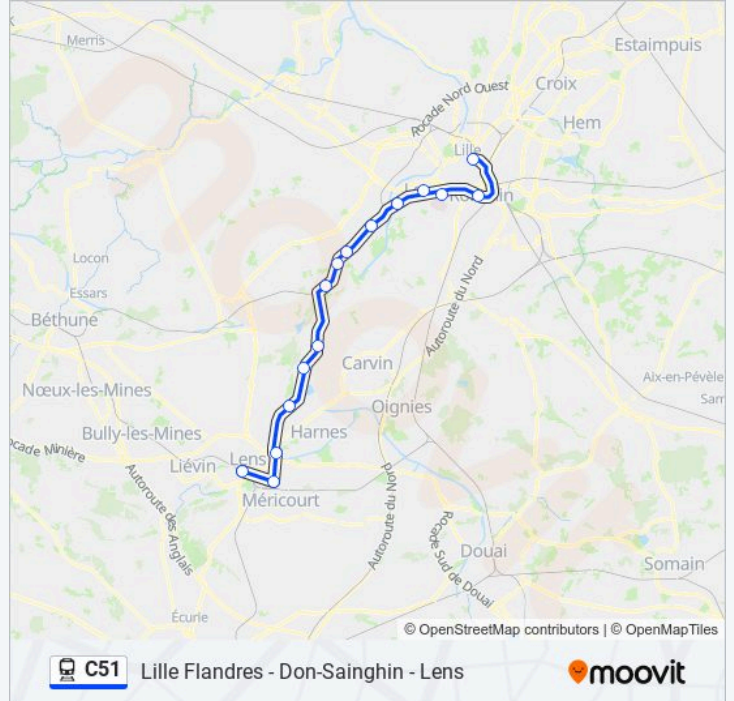 Merris
Estaimpuis
Croix
Rocade Nord Ouest
Hem
Lille
Locon
Essars
Béthune
Autoroute du Nord
Carvin
Aix-en-Pévèle
Nœux-les-Mines
Sam
Oignies
Bully-les-Mines
Harnes
ocade Minière
Liévin
Lens
Méricourt
Autoroute des Anglais
Autoroute du Nord
Rocade Sud de Douai
Douai
Somain
Écurie
© OpenStreetMap contributors | © OpenMapTiles
C51 Lille Flandres - Don-Sainghin - Lens
moovit